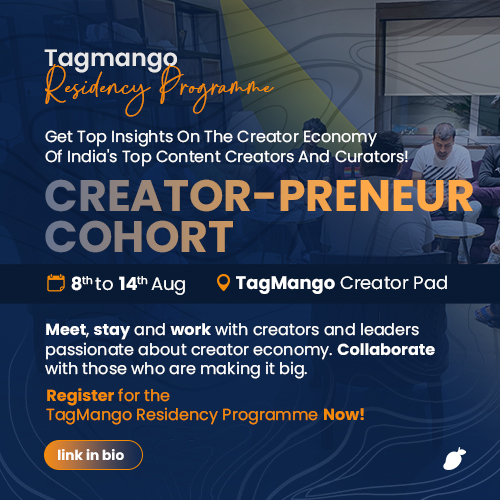 Tagmango
Residency Programme
Get Top Insights On The Creator Economy
Of India's Top Content Creators And Curators!
CREATOR-PRENEUR
COHORT
8th to 14th Aug
TagMango Creator Pad
Meet, stay and work with creators and leaders
passionate about creator economy. Collaborate
with those who are making it big.
Register for the
TagMango Residency Programme Now!
link in bio